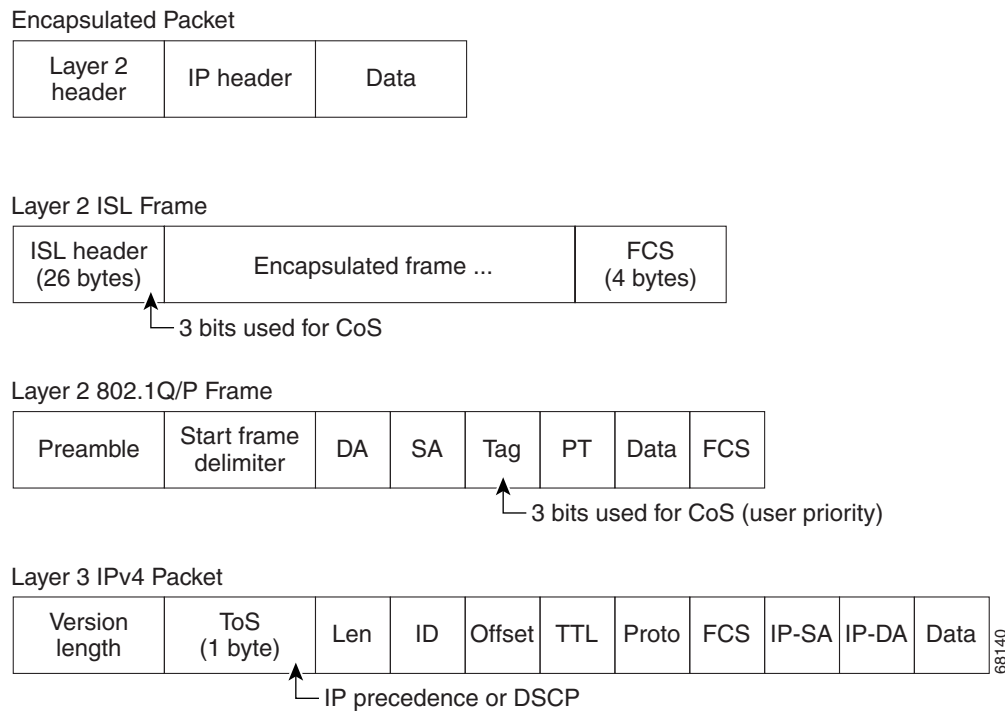 Encapsulated Packet
Layer 2
header
IP header
Data
Layer 2 ISL Frame
ISL header
(26 bytes)
Encapsulated frame ...
FCS
(4 bytes)
3 bits used for CoS
Layer 2 802.1Q/P Frame
Preamble
Start frame
delimiter
DA
SA
Tag
PT
Data
FCS
3 bits used for CoS (user priority)
Layer 3 IPv4 Packet
Version
length
ToS
(1 byte)
Len
ID
Offset
TTL
Proto
FCS
IP-SA
IP-DA
Data
IP precedence or DSCP
68140